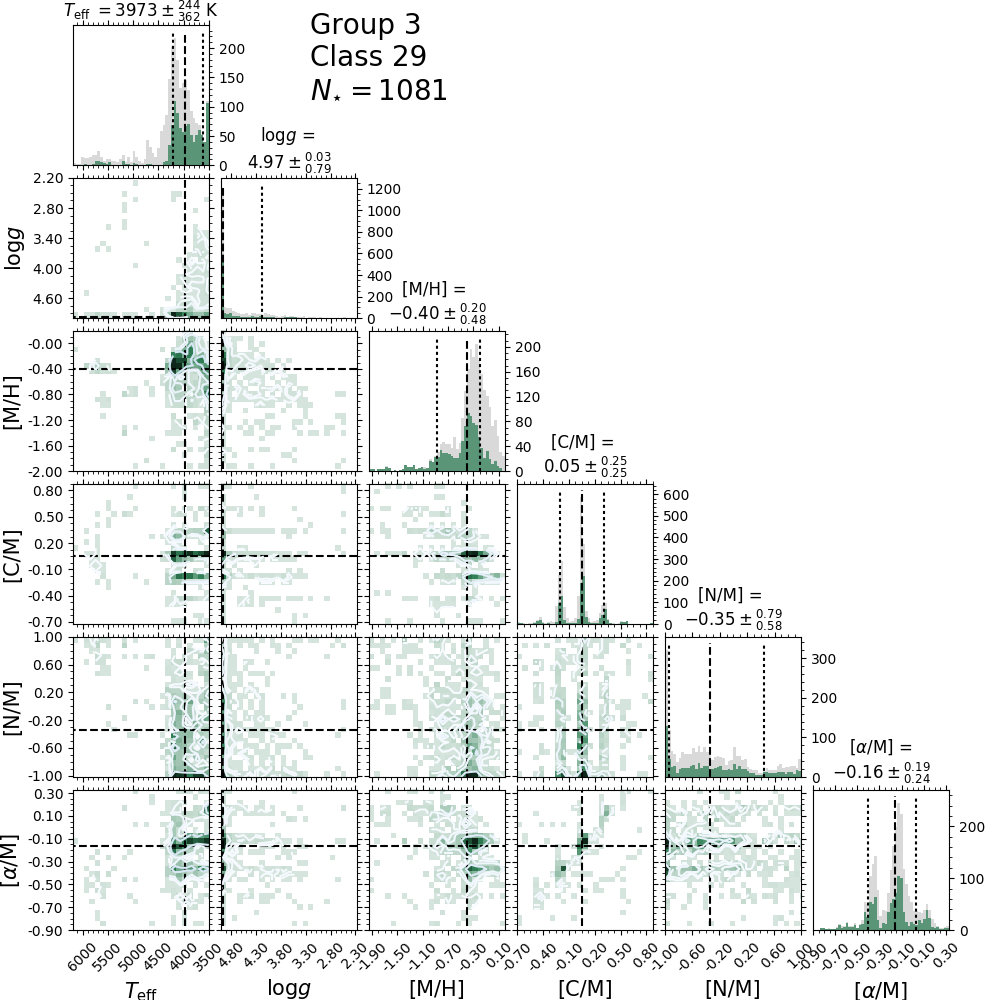 T_eff = 3973 ± 244 362 K
Group 3
Class 29
N⋆ = 1081
200
150
100
50
0
log g =
4.97 ± 0.03 0.79
2.20
2.80
3.40
4.00
4.60
log g
1200
1000
800
600
400
200
0
[M/H] =
−0.40 ± 0.20 0.48
-0.00
-0.40
-0.80
-1.20
-1.60
-2.00
[M/H]
200
160
120
80
40
0
[C/M] =
0.05 ± 0.25 0.25
0.80
0.50
0.20
-0.10
-0.40
-0.70
[C/M]
600
500
400
300
200
100
0
[N/M] =
−0.35 ± 0.79 0.58
1.00
0.60
0.20
-0.20
-0.60
-1.00
[N/M]
300
200
100
0
[α/M] =
−0.16 ± 0.19 0.24
0.30
0.10
-0.10
-0.30
-0.50
-0.70
-0.90
[α/M]
200
100
0
6000 5500 5000 4500 4000 3500
4.80 4.30 3.80 3.30 2.80 2.30
-1.90 -1.50 -1.10 -0.70 -0.30 0.10
-0.70 -0.40 -0.10 0.20 0.50 0.80
-1.00 -0.60 -0.20 0.20 0.60 1.00
-0.90 -0.70 -0.50 -0.30 -0.10 0.10 0.30
T_eff
log g
[M/H]
[C/M]
[N/M]
[α/M]